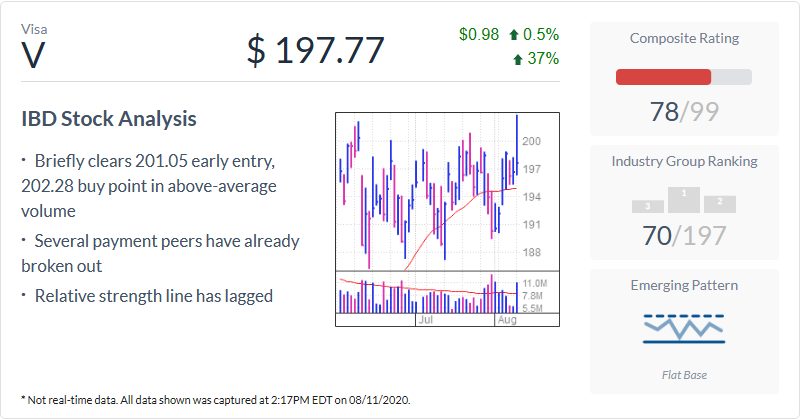 Visa
V
$ 197.77
$0.98 0.5%
37%
IBD Stock Analysis
· Briefly clears 201.05 early entry,
202.28 buy point in above-average
volume
· Several payment peers have already
broken out
· Relative strength line has lagged
200
197
194
191
188
11.0M
7.8M
5.5M
Jul
Aug
Composite Rating
78/99
Industry Group Ranking
3
1
2
70/197
Emerging Pattern
Flat Base
* Not real-time data. All data shown was captured at 2:17PM EDT on 08/11/2020.